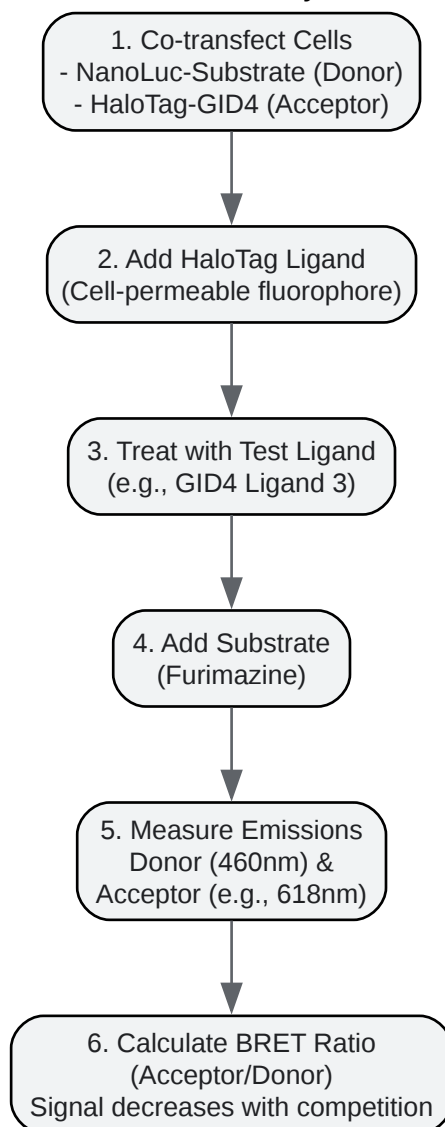 1. Co-transfect Cells
- NanoLuc-Substrate (Donor)
- HaloTag-GID4 (Acceptor)
2. Add HaloTag Ligand
(Cell-permeable fluorophore)
3. Treat with Test Ligand
(e.g., GID4 Ligand 3)
4. Add Substrate
(Furimazine)
5. Measure Emissions
Donor (460nm) &
Acceptor (e.g., 618nm)
6. Calculate BRET Ratio
(Acceptor/Donor)
Signal decreases with competition